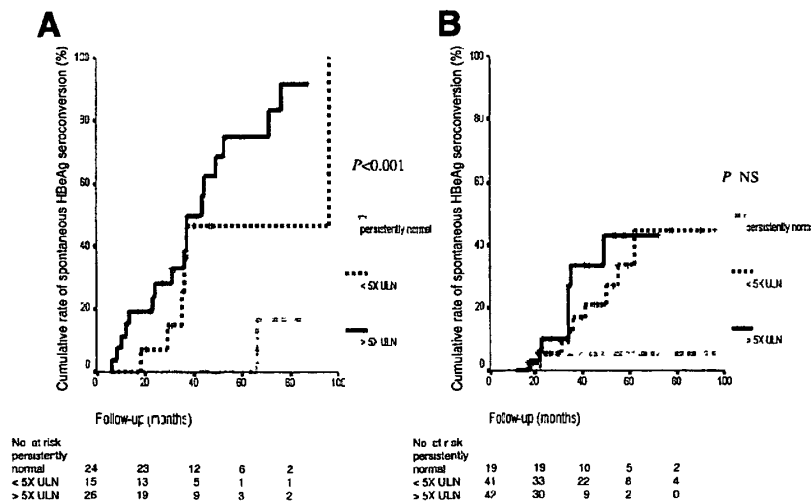 A
Cumulative rate of spontaneous HBeAg seroconversion (%)
100
80
60
40
20
0
0 20 40 60 80 100
Follow-up (months)
P<0.001
persistently normal
< 5X ULN
> 5X ULN
No at risk
persistently
normal 24 23 12 6 2
< 5X ULN 15 13 5 1 1
> 5X ULN 26 19 9 3 2
B
Cumulative rate of spontaneous HBeAg seroconversion (%)
100
80
60
40
20
0
0 20 40 60 80 100
Follow-up (months)
P NS
persistently normal
< 5X ULN
> 5X ULN
No at risk
persistently
normal 19 19 10 5 2
< 5X ULN 41 33 22 8 4
> 5X ULN 42 30 9 2 0